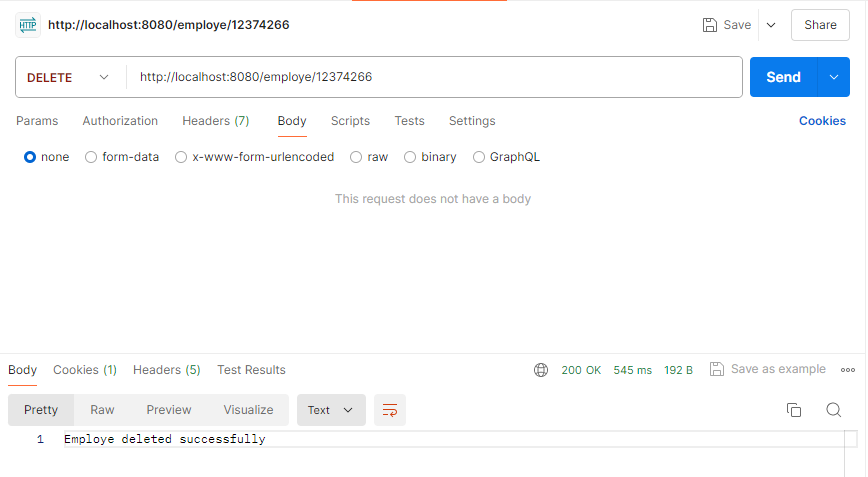 HTTP http://localhost:8080/employe/12374266 Save Share
DELETE http://localhost:8080/employe/12374266 Send
Params Authorization Headers (7) Body Scripts Tests Settings Cookies
none form-data x-www-form-urlencoded raw binary GraphQL
This request does not have a body
Body Cookies (1) Headers (5) Test Results 200 OK 545 ms 192 B Save as example
Pretty Raw Preview Visualize Text
1 Employe deleted successfully